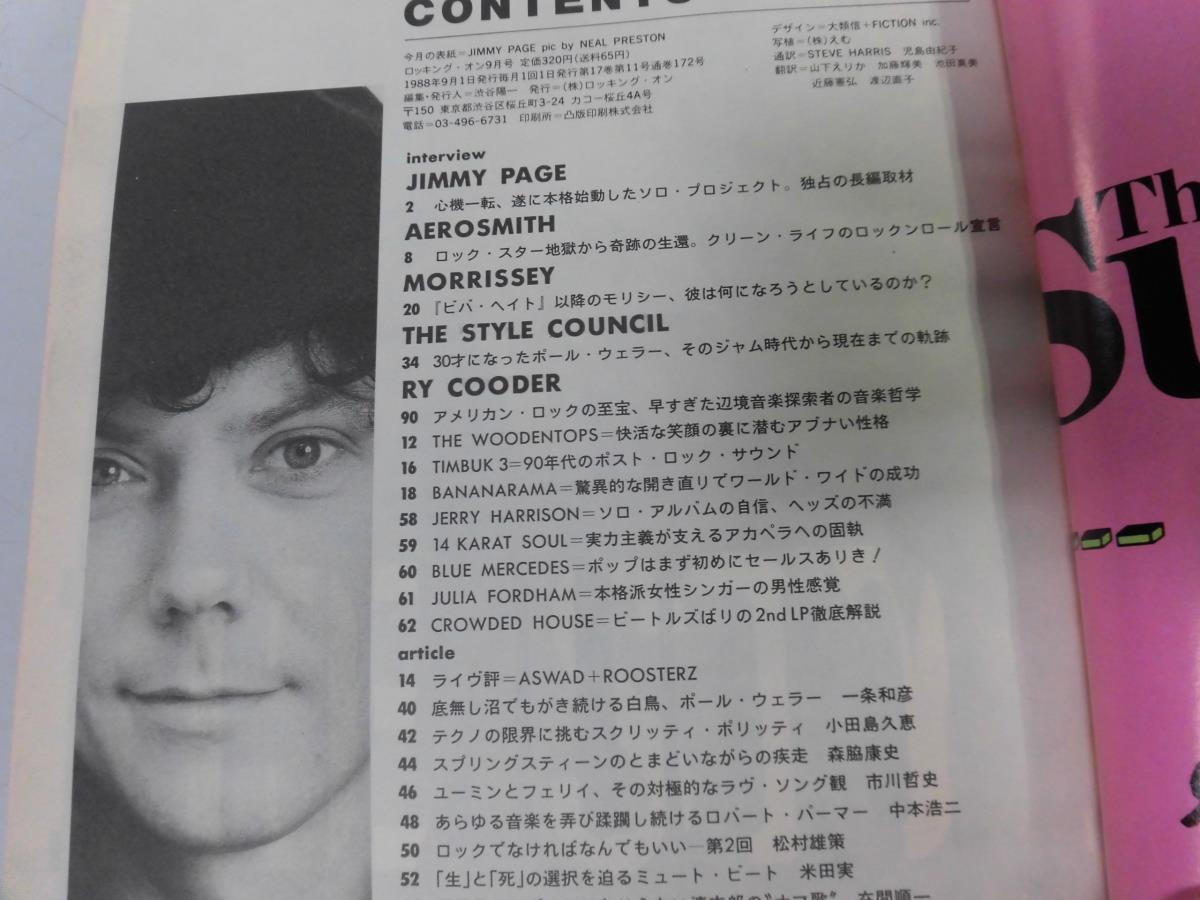 CONTENTS
今月の表紙=JIMMY PAGE pic by NEAL PRESTON
ロッキング・オン9月号 定価320円(送料65円)
1988年9月1日発行毎月1回1日発行第17巻第11号通巻172号
編集・発行人=渋谷陽一 発行=(株)ロッキング・オン
〒150 東京都渋谷区桜丘町3-24 カコー桜丘4A号
電話=03-496-6731 印刷所=凸版印刷株式会社
デザイン=大類信+FICTION inc.
写植=(株)えむ
通訳=STEVE HARRIS 児島由紀子
翻訳=山下えりか 加藤輝美 池田真美
近藤憲弘 渡辺直子
interview
JIMMY PAGE
2 心機一転、遂に本格始動したソロ・プロジェクト。独占の長編取材
AEROSMITH
8 ロック・スター地獄から奇跡の生還。クリーン・ライフのロックンロール宣言
MORRISSEY
20 『ビバ・ヘイト』以降のモリシー、彼は何になろうとしているのか?
THE STYLE COUNCIL
34 30才になったポール・ウェラー、そのジャム時代から現在までの軌跡
RY COODER
90 アメリカン・ロックの至宝、早すぎた辺境音楽探索者の音楽哲学
12 THE WOODENTOPS=快活な笑顔の裏に潜むアブナい性格
16 TIMBUK 3=90年代のポスト・ロック・サウンド
18 BANANARAMA=驚異的な開き直りでワールド・ワイドの成功
58 JERRY HARRISON=ソロ・アルバムの自信、ヘッズの不満
59 14 KARAT SOUL=実力主義が支えるアカペラへの固執
60 BLUE MERCEDES=ポップはまず初めにセールスありき!
61 JULIA FORDHAM=本格派女性シンガーの男性感覚
62 CROWDED HOUSE=ビートルズばりの2nd LP徹底解説
article
14 ライヴ評=ASWAD+ROOSTERZ
40 底無し沼でもがき続ける白鳥、ポール・ウェラー 一条和彦
42 テクノの限界に挑むスクリッティ・ポリッティ 小田島久恵
44 スプリングスティーンのとまどいながらの疾走 森脇康史
46 ユーミンとフェリイ、その対極的なラヴ・ソング観 市川哲史
48 あらゆる音楽を弄び蹂躙し続けるロバート・パーマー 中本浩二
50 ロックでなければなんでもいい―第2回 松村雄策
52 「生」と「死」の選択を迫るミュート・ビート 米田実
Th
Su